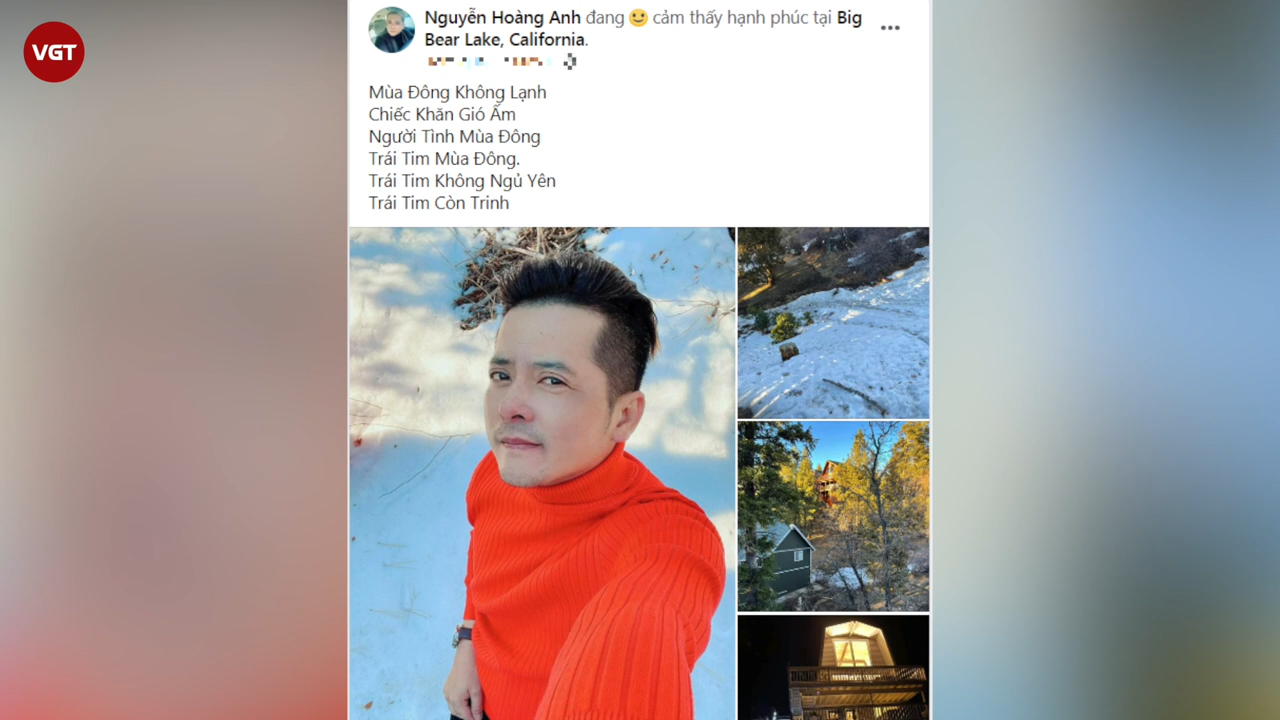 VGT
Nguyễn Hoàng Anh đang cảm thấy hạnh phúc tại Big
Bear Lake, California.
Mùa Đông Không Lạnh
Chiếc Khăn Gió Ấm
Người Tình Mùa Đông
Trái Tim Mùa Đông.
Trái Tim Không Ngủ Yên
Trái Tim Còn Trinh